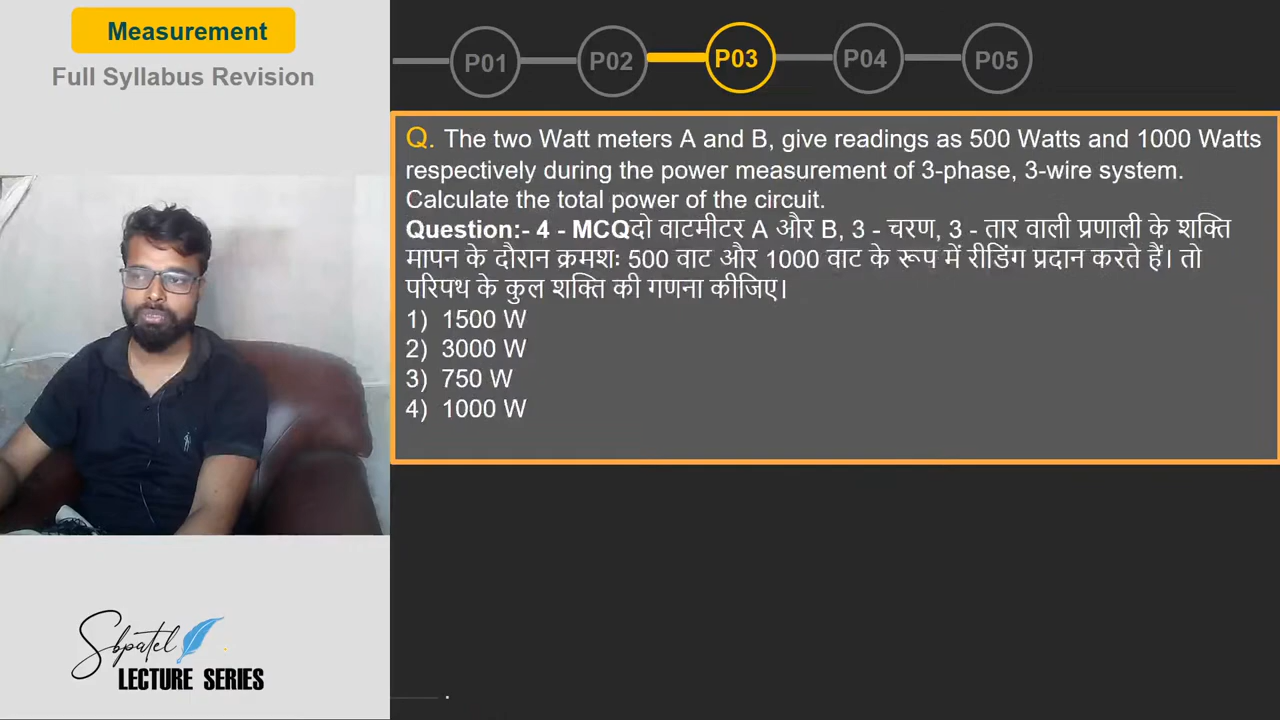 Measurement
Full Syllabus Revision
P01 P02 P03 P04 P05
Q. The two Watt meters A and B, give readings as 500 Watts and 1000 Watts
respectively during the power measurement of 3-phase, 3-wire system.
Calculate the total power of the circuit.
Question:- 4 - MCQदो वाटमीटर A और B, 3 - चरण, 3 - तार वाली प्रणाली के शक्ति
मापन के दौरान क्रमशः 500 वाट और 1000 वाट के रूप में रीडिंग प्रदान करते हैं। तो
परिपथ के कुल शक्ति की गणना कीजिए।
1) 1500 W
2) 3000 W
3) 750 W
4) 1000 W
Sbpatel
LECTURE SERIES